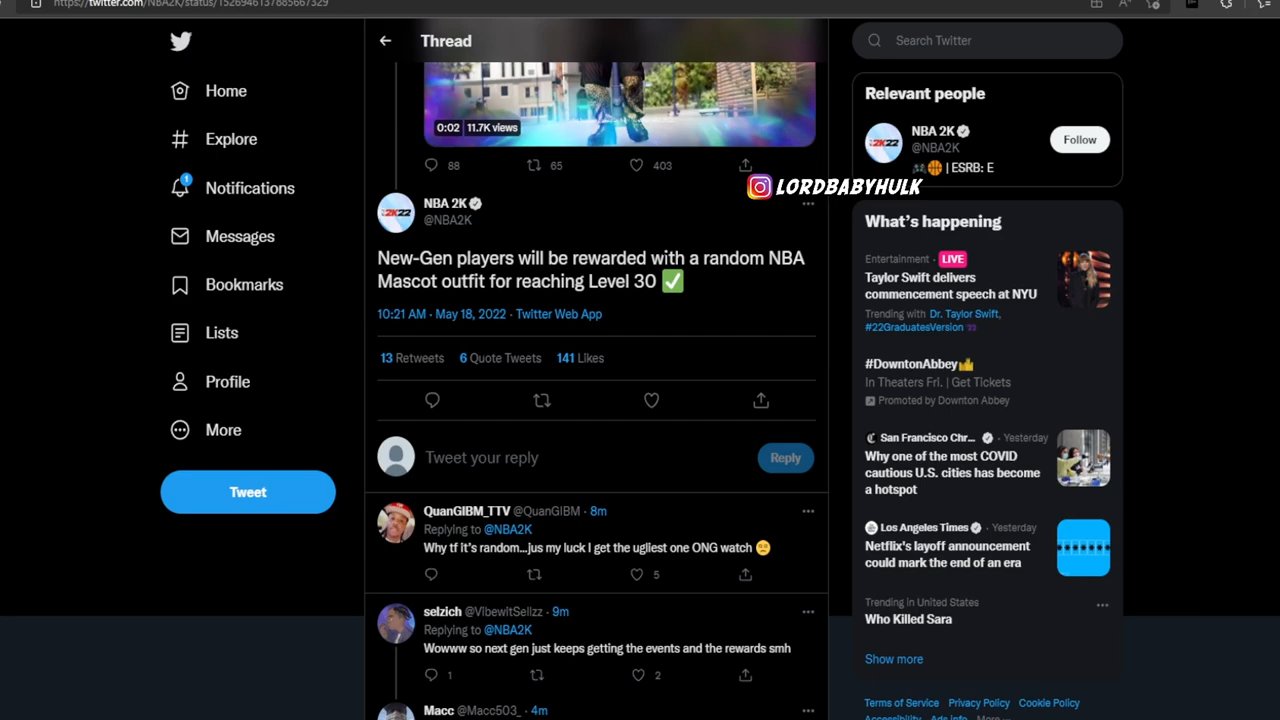 https://twitter.com/NBA2K/status/1526946137885667329
Home
Explore
1
Notifications
Messages
Bookmarks
Lists
Profile
More
Tweet
Thread
0:02 11.7K views
88 65 403
NBA 2K
@NBA2K
New-Gen players will be rewarded with a random NBA
Mascot outfit for reaching Level 30 ✅
10:21 AM · May 18, 2022 · Twitter Web App
13 Retweets 6 Quote Tweets 141 Likes
Tweet your reply
Reply
QuanGIBM_TTV @QuanGIBM · 8m
Replying to @NBA2K
Why tf it's random...jus my luck I get the ugliest one ONG watch
5
selzich @VibewitSellzz · 9m
Replying to @NBA2K
Wowww so next gen just keeps getting the events and the rewards smh
1 2
Macc @Macc503_ · 4m
LORDBABYHULK
Search Twitter
Relevant people
NBA 2K
@NBA2K
🎮🏀 | ESRB: E
Follow
What's happening
Entertainment · LIVE
Taylor Swift delivers
commencement speech at NYU
Trending with Dr. Taylor Swift,
#22GraduatesVersion
#DowntonAbbey
In Theaters Fri. | Get Tickets
Promoted by Downton Abbey
San Francisco Chr... · Yesterday
Why one of the most COVID
cautious U.S. cities has become
a hotspot
Los Angeles Times · Yesterday
Netflix's layoff announcement
could mark the end of an era
Trending in United States
Who Killed Sara
Show more
Terms of Service Privacy Policy Cookie Policy
Accessibility Ads info More